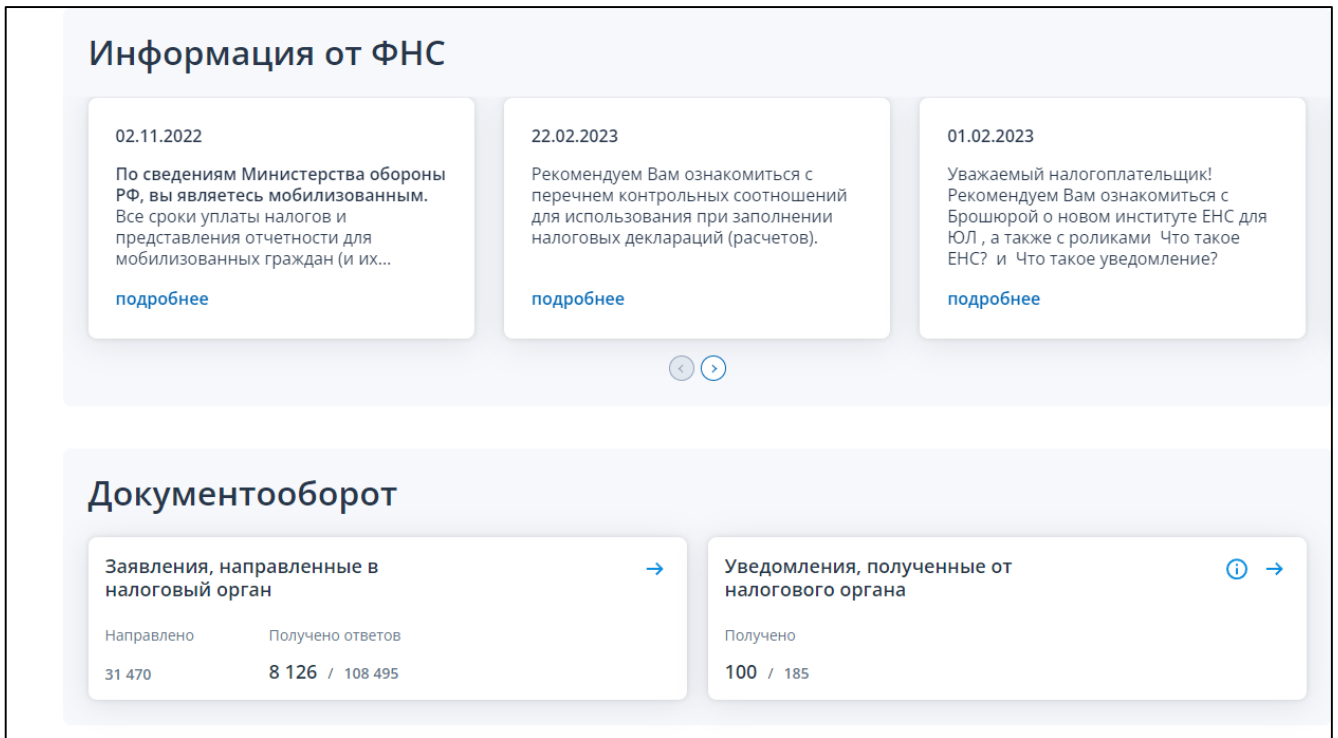 Информация от ФНС
02.11.2022
По сведениям Министерства обороны
РФ, вы являетесь мобилизованным.
Все сроки уплаты налогов и
представления отчетности для
мобилизованных граждан (и их...
подробнее
22.02.2023
Рекомендуем Вам ознакомиться с
перечнем контрольных соотношений
для использования при заполнении
налоговых деклараций (расчетов).
подробнее
01.02.2023
Уважаемый налогоплательщик!
Рекомендуем Вам ознакомиться с
Брошюрой о новом институте ЕНС для
ЮЛ , а также с роликами Что такое
ЕНС? и Что такое уведомление?
подробнее
Документооборот
Заявления, направленные в
налоговый орган
Направлено Получено ответов
31 470 8 126 / 108 495
Уведомления, полученные от
налогового органа
Получено
100 / 185